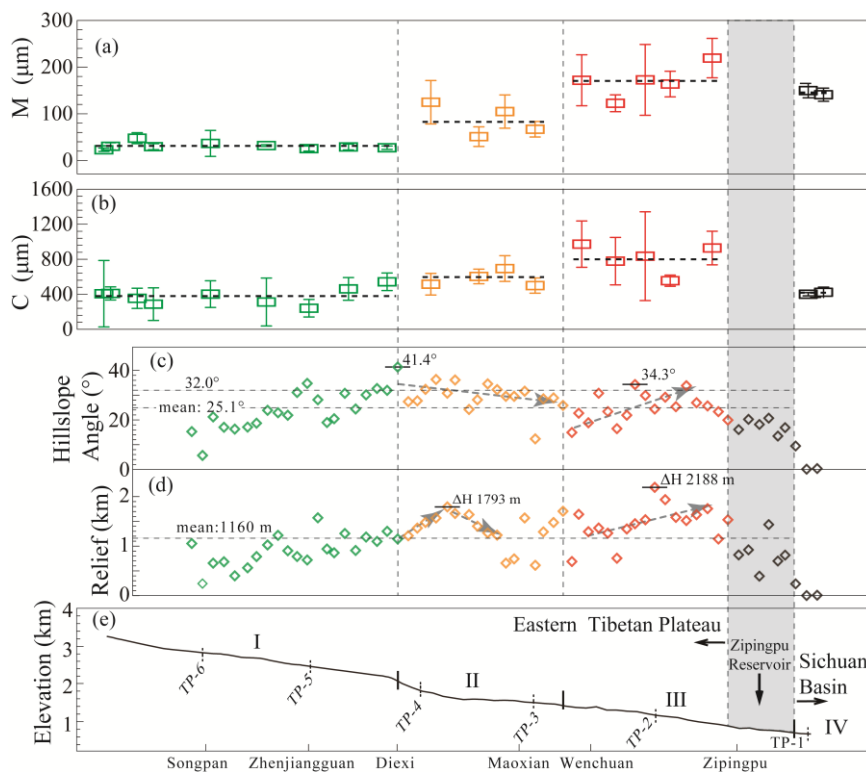 300
(a)
200
M (μm)
100
0
1600
(b)
1200
C (μm)
800
400
0
(c)
41.4°
40
32.0°
34.3°
Hillslope
Angle (°)
mean: 25.1°
20
0
(d)
ΔH 2188 m
2
ΔH 1793 m
Relief (km)
mean:1160 m
1
0
4
(e)
Eastern Tibetan Plateau
Elevation (km)
3
I
Zipingpu
Reservoir
Sichuan
Basin
2
II
III
IV
1
TP-6
TP-5
TP-4
TP-3
TP-2
TP-1
Songpan
Zhenjiangguan
Diexi
Maoxian
Wenchuan
Zipingpu